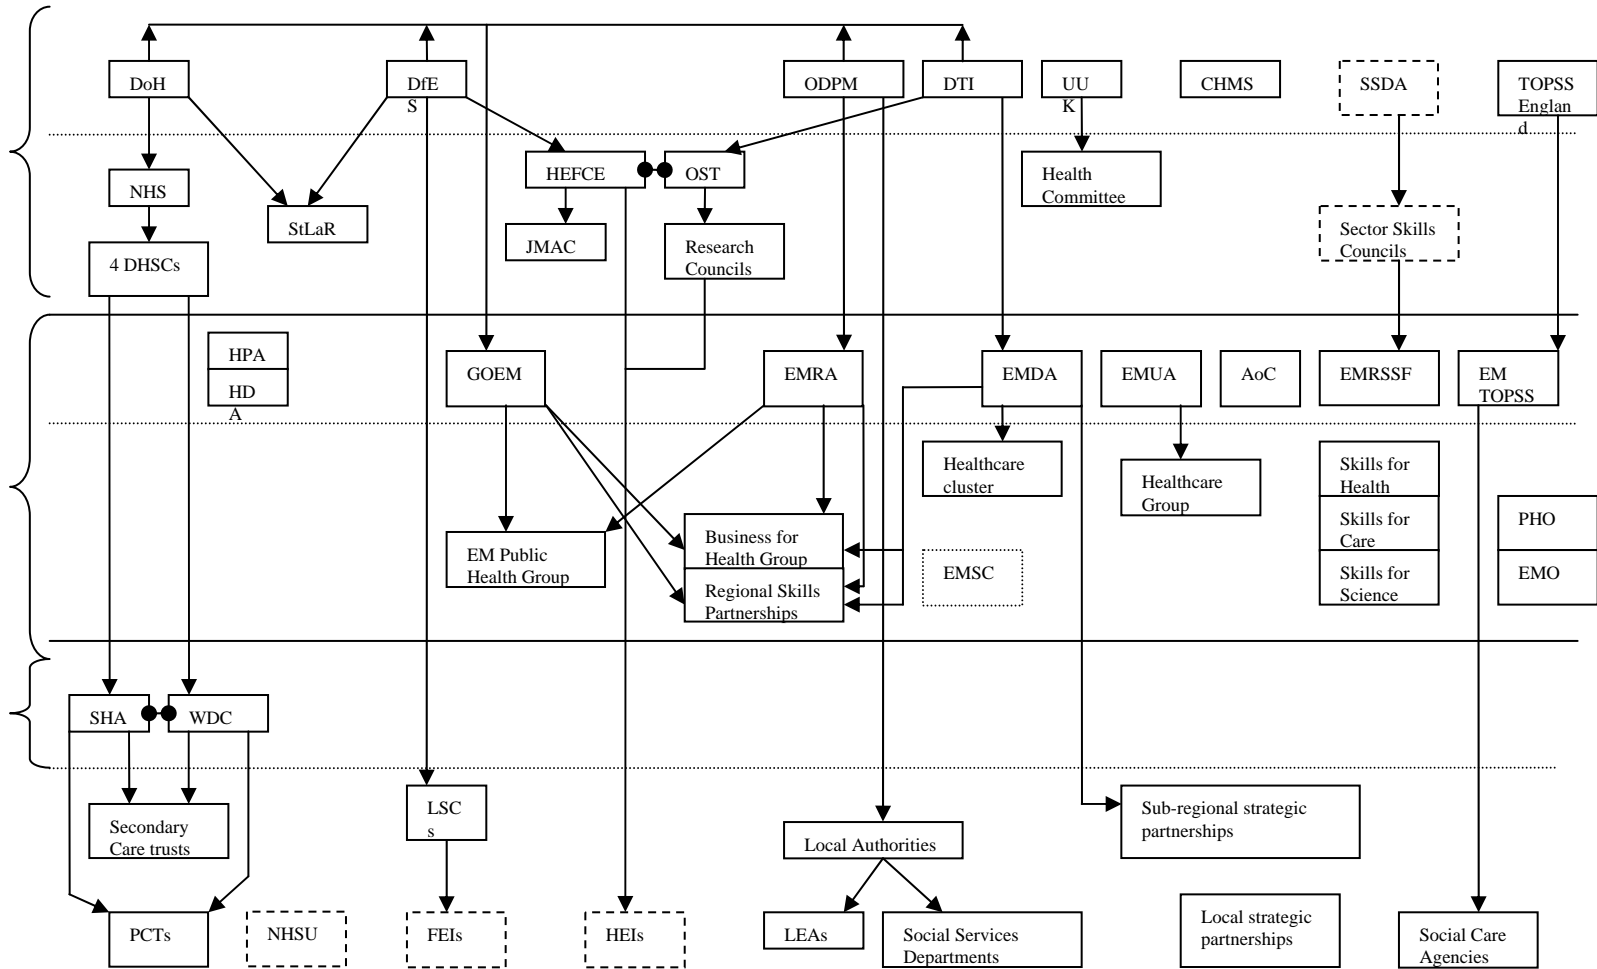 DoH
DfE
S
ODPM
DTI
UU
K
CHMS
SSDA
TOPSS
Englan
d
HEFCE
OST
Health
Committee
NHS
StLaR
JMAC
Research
Councils
Sector Skills
Councils
4 DHSCs
HPA
HD
A
GOEM
EMRA
EMDA
EMUA
AoC
EMRSSF
EM
TOPSS
Healthcare
cluster
Healthcare
Group
Skills for
Health
Skills for
Care
Skills for
Science
PHO
EMO
EM Public
Health Group
Business for
Health Group
Regional Skills
Partnerships
EMSC
SHA
WDC
Secondary
Care trusts
LSC
s
Local Authorities
Sub-regional strategic
partnerships
PCTs
NHSU
FEIs
HEIs
LEAs
Social Services
Departments
Local strategic
partnerships
Social Care
Agencies